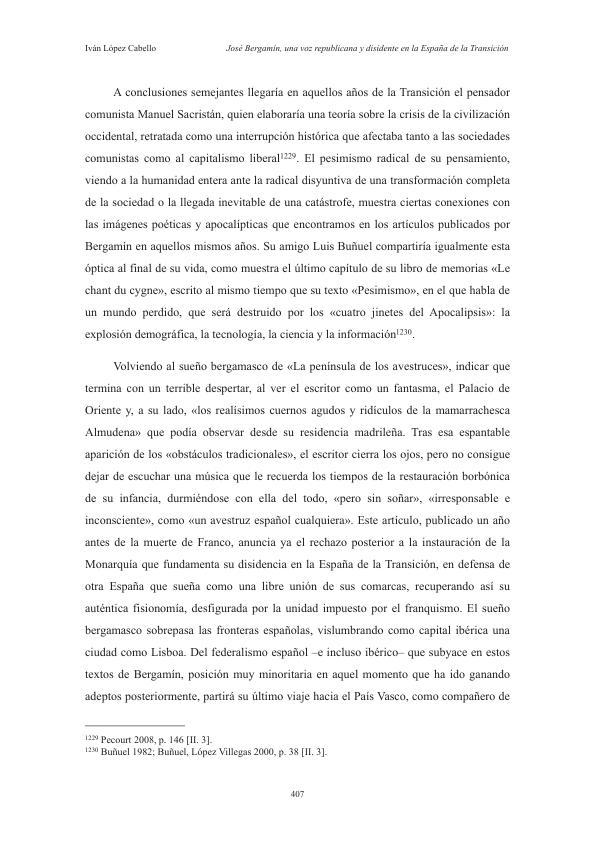 Iván López Cabello José Bergamín, una voz republicana y disidente en la España de la Transición
A conclusiones semejantes llegaría en aquellos años de la Transición el pensador
comunista Manuel Sacristán, quien elaboraría una teoría sobre la crisis de la civilización
occidental, retratada como una interrupción histórica que afectaba tanto a las sociedades
comunistas como al capitalismo liberal1229. El pesimismo radical de su pensamiento,
viendo a la humanidad entera ante la radical disyuntiva de una transformación completa
de la sociedad o la llegada inevitable de una catástrofe, muestra ciertas conexiones con
las imágenes poéticas y apocalípticas que encontramos en los artículos publicados por
Bergamín en aquellos mismos años. Su amigo Luis Buñuel compartiría igualmente esta
óptica al final de su vida, como muestra el último capítulo de su libro de memorias «Le
chant du cygne», escrito al mismo tiempo que su texto «Pesimismo», en el que habla de
un mundo perdido, que será destruido por los «cuatro jinetes del Apocalipsis»: la
explosión demográfica, la tecnología, la ciencia y la información1230.
Volviendo al sueño bergamasco de «La península de los avestruces», indicar que
termina con un terrible despertar, al ver el escritor como un fantasma, el Palacio de
Oriente y, a su lado, «los realísimos cuernos agudos y ridículos de la mamarrachesca
Almudena» que podía observar desde su residencia madrileña. Tras esa espantable
aparición de los «obstáculos tradicionales», el escritor cierra los ojos, pero no consigue
dejar de escuchar una música que le recuerda los tiempos de la restauración borbónica
de su infancia, durmiéndose con ella del todo, «pero sin soñar», «irresponsable e
inconsciente», como «un avestruz español cualquiera». Este artículo, publicado un año
antes de la muerte de Franco, anuncia ya el rechazo posterior a la instauración de la
Monarquía que fundamenta su disidencia en la España de la Transición, en defensa de
otra España que sueña como una libre unión de sus comarcas, recuperando así su
auténtica fisionomía, desfigurada por la unidad impuesto por el franquismo. El sueño
bergamasco sobrepasa las fronteras españolas, vislumbrando como capital ibérica una
ciudad como Lisboa. Del federalismo español –e incluso ibérico– que subyace en estos
textos de Bergamín, posición muy minoritaria en aquel momento que ha ido ganando
adeptos posteriormente, partirá su último viaje hacia el País Vasco, como compañero de
1229 Pecourt 2008, p. 146 [II. 3].
1230 Buñuel 1982; Buñuel, López Villegas 2000, p. 38 [II. 3].
407